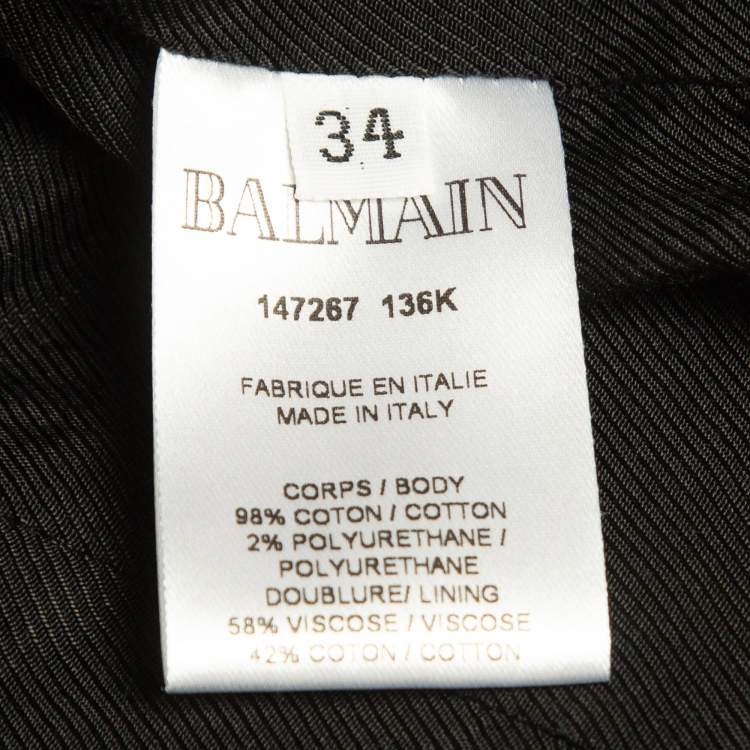 34
BALMAIN
147267 136K
FABRIQUE EN ITALIE
MADE IN ITALY
CORPS / BODY
98% COTON / COTTON
2% POLYURETHANE /
POLYURETHANE
DOUBLURE/ LINING
58% VISCOSE / VISCOSE
42% COTON / COTTON